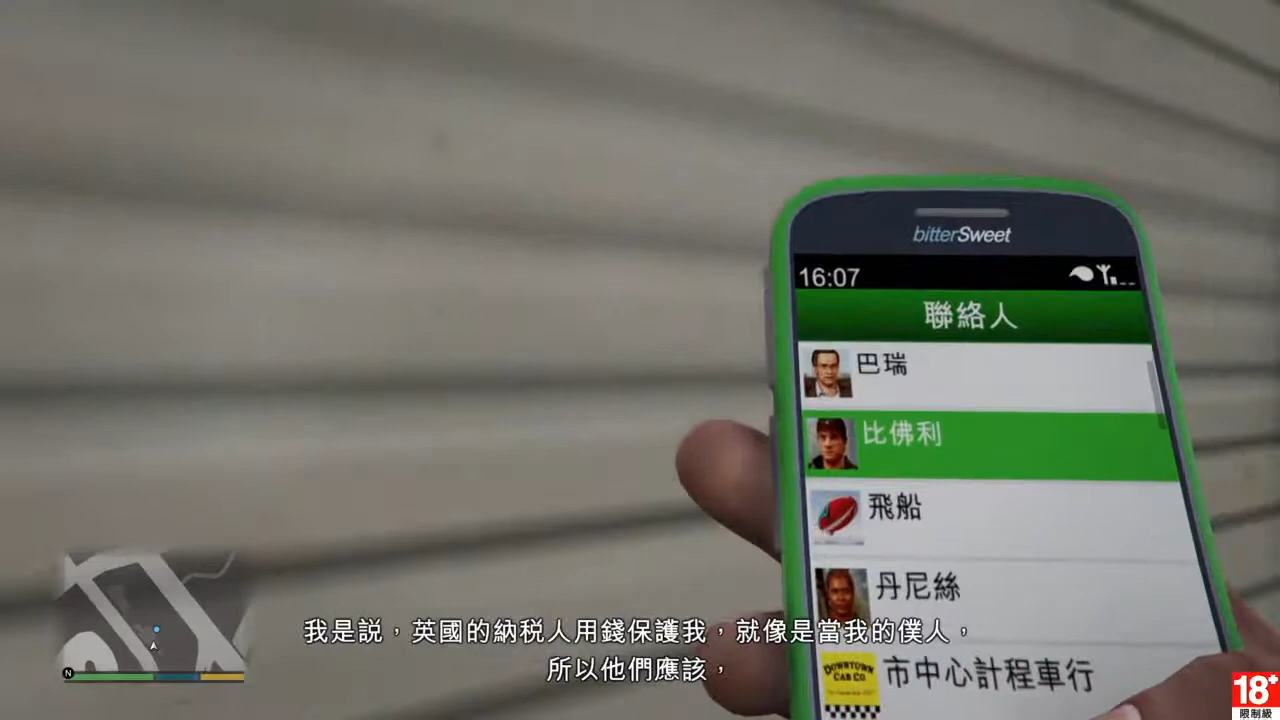 bitterSweet
16:07
聯絡人
巴瑞
比佛利
飛船
丹尼絲
DOWNTOWN
CAB CO.
市中心計程車行
我是說，英國的納税人用錢保護我，就像是當我的僕人，
所以他們應該，
N
18+
限制級